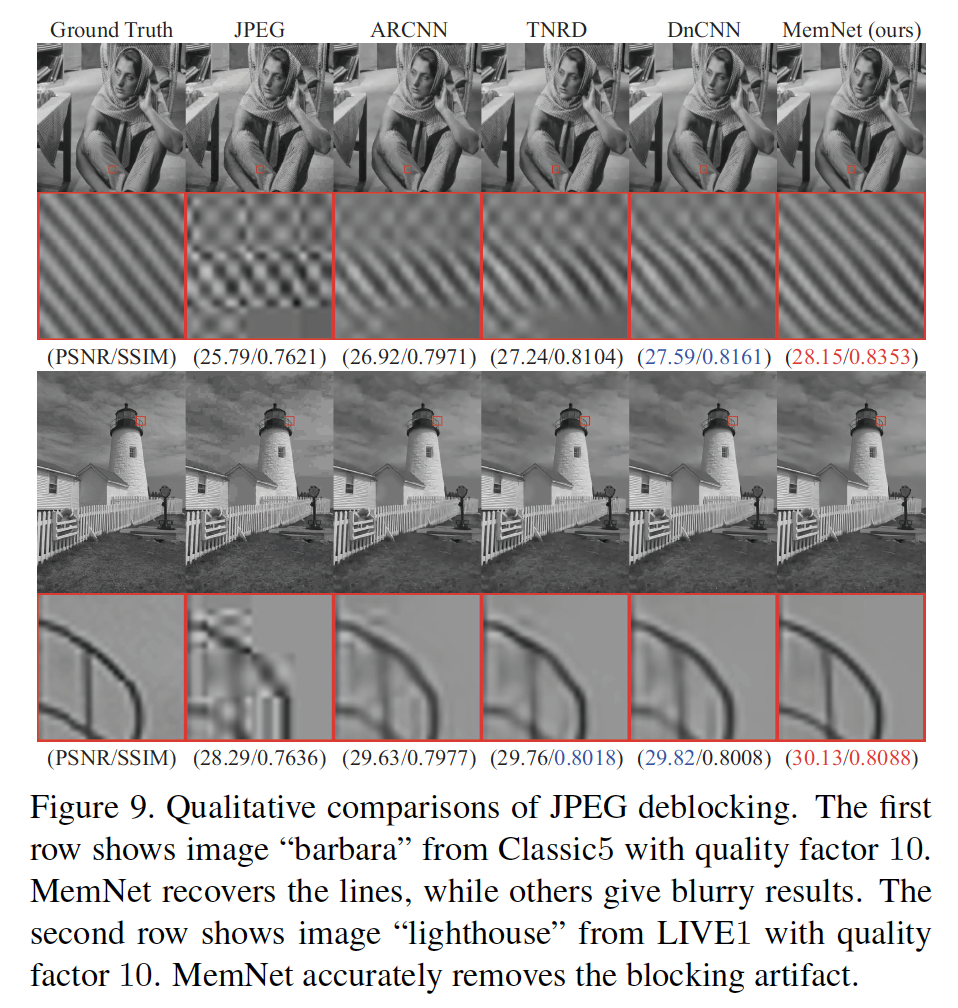 Ground Truth JPEG ARCNN TNRD DnCNN MemNet (ours)
(PSNR/SSIM) (25.79/0.7621) (26.92/0.7971) (27.24/0.8104) (27.59/0.8161) (28.15/0.8353)
(PSNR/SSIM) (28.29/0.7636) (29.63/0.7977) (29.76/0.8018) (29.82/0.8008) (30.13/0.8088)
Figure 9. Qualitative comparisons of JPEG deblocking. The first
row shows image “barbara” from Classic5 with quality factor 10.
MemNet recovers the lines, while others give blurry results. The
second row shows image “lighthouse” from LIVE1 with quality
factor 10. MemNet accurately removes the blocking artifact.